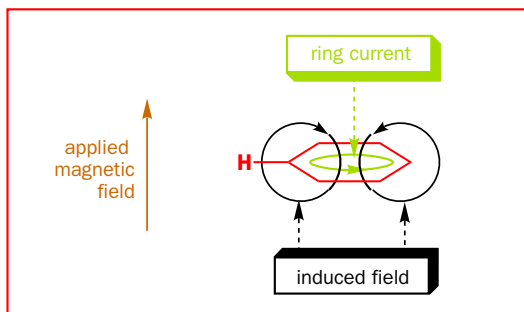 ring current
applied
magnetic
field
H
induced field